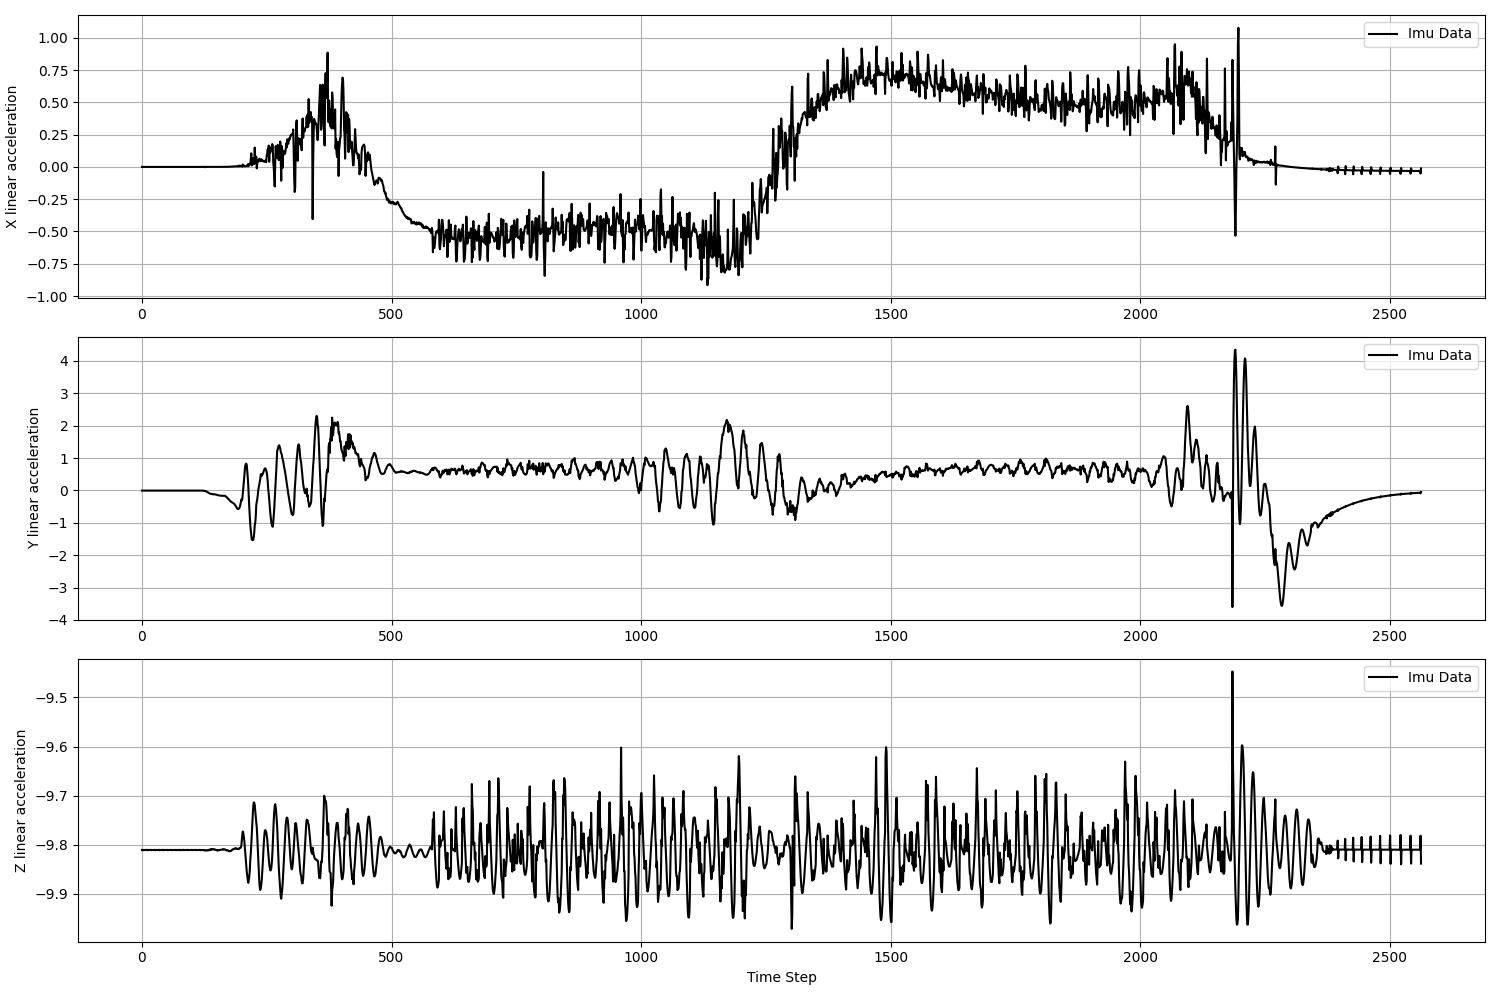 1.00
0.75
0.50
0.25
0.00
−0.25
−0.50
−0.75
−1.00
X linear acceleration
Imu Data
0 500 1000 1500 2000 2500
4
3
2
1
0
−1
−2
−3
−4
Y linear acceleration
Imu Data
0 500 1000 1500 2000 2500
−9.5
−9.6
−9.7
−9.8
−9.9
Z linear acceleration
Imu Data
0 500 1000 1500 2000 2500
Time Step